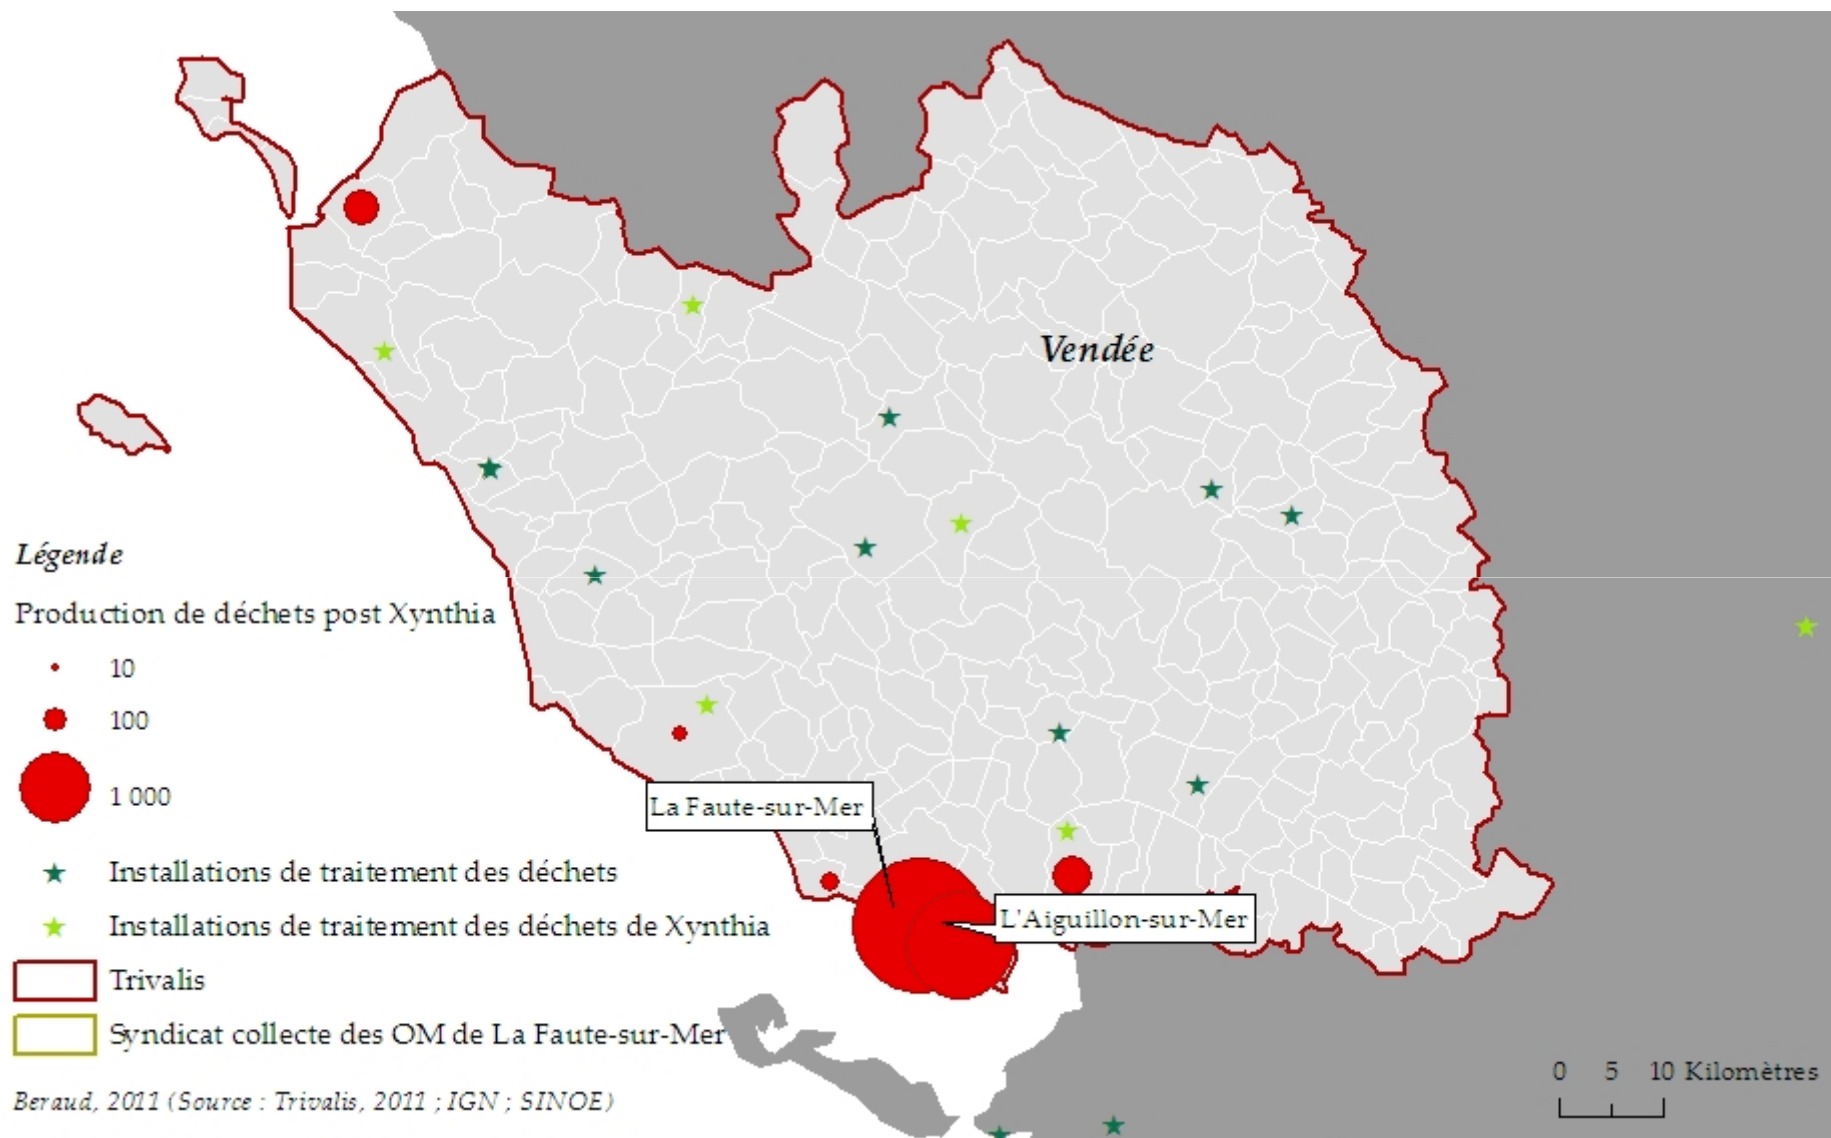 Vendée
Légende
Production de déchets post Xynthia
10
100
1 000
La Faute-sur-Mer
L'Aiguillon-sur-Mer
Installations de traitement des déchets
Installations de traitement des déchets de Xynthia
Trivalis
Syndicat collecte des OM de La Faute-sur-Mer
0 5 10 Kilomètres
Beraud, 2011 (Source : Trivalis, 2011 ; IGN ; SINOE)